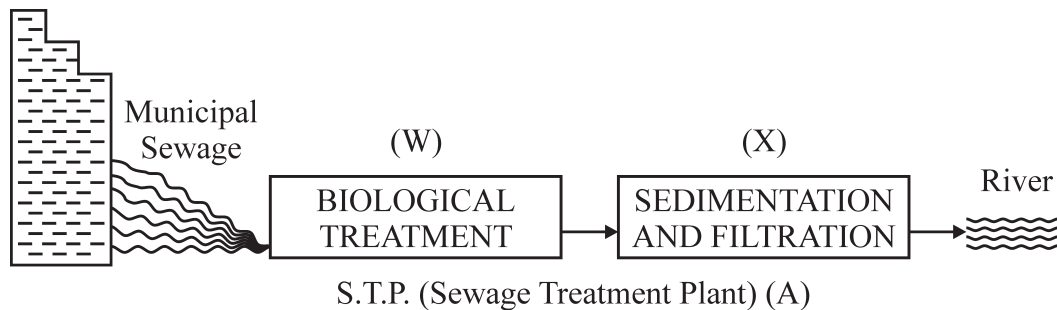 Municipal
Sewage
(W)
(X)
River
BIOLOGICAL
TREATMENT
SEDIMENTATION
AND FILTRATION
S.T.P. (Sewage Treatment Plant) (A)